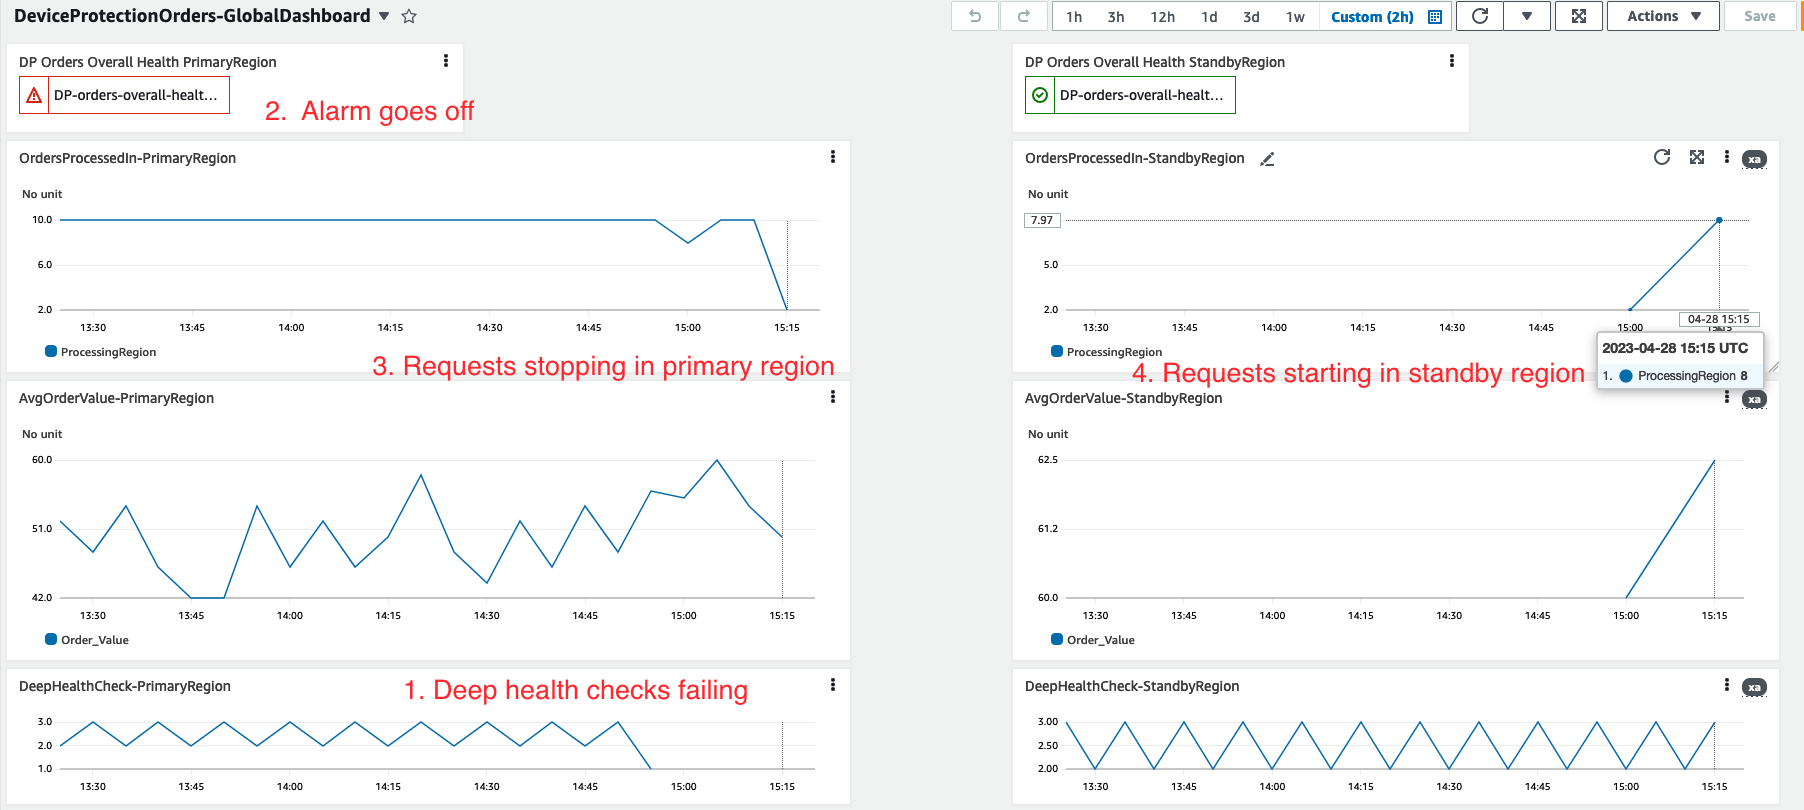 DeviceProtectionOrders-GlobalDashboard
1h 3h 12h 1d 3d 1w Custom (2h) Actions Save
DP Orders Overall Health PrimaryRegion
DP-orders-overall-healt...
2. Alarm goes off
DP Orders Overall Health StandbyRegion
DP-orders-overall-healt...
OrdersProcessedIn-PrimaryRegion
No unit
10.0
6.0
2.0
13:30 13:45 14:00 14:15 14:30 14:45 15:00 15:15
ProcessingRegion
3. Requests stopping in primary region
OrdersProcessedIn-StandbyRegion
xa
No unit
7.97
5.0
2.0
04-28 15:15
13:30 13:45 14:00 14:15 14:30 14:45 15:00
ProcessingRegion
2023-04-28 15:15 UTC
1. ProcessingRegion 8
4. Requests starting in standby region
AvgOrderValue-PrimaryRegion
No unit
60.0
51.0
42.0
13:30 13:45 14:00 14:15 14:30 14:45 15:00 15:15
Order_Value
AvgOrderValue-StandbyRegion
xa
No unit
62.5
61.2
60.0
13:30 13:45 14:00 14:15 14:30 14:45 15:00 15:15
Order_Value
DeepHealthCheck-PrimaryRegion
1. Deep health checks failing
3.0
2.0
1.0
13:30 13:45 14:00 14:15 14:30 14:45 15:00 15:15
DeepHealthCheck-StandbyRegion
xa
3.00
2.50
2.00
13:30 13:45 14:00 14:15 14:30 14:45 15:00 15:15